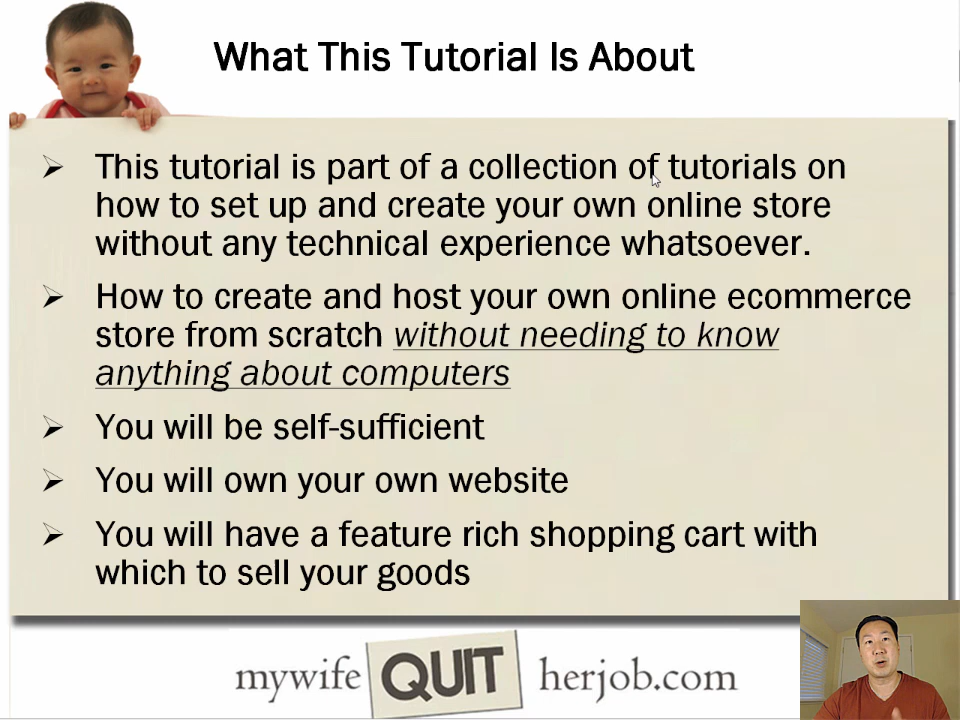 What This Tutorial Is About
This tutorial is part of a collection of tutorials on
how to set up and create your own online store
without any technical experience whatsoever.
How to create and host your own online ecommerce
store from scratch without needing to know
anything about computers
You will be self-sufficient
You will own your own website
You will have a feature rich shopping cart with
which to sell your goods
mywife QUIT herjob.com